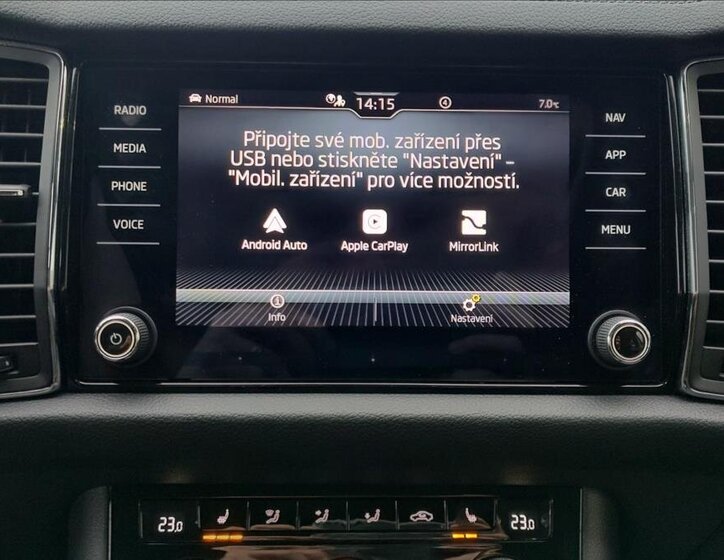 Normal 14:15 4 7.0°C
RADIO
MEDIA
PHONE
VOICE
Připojte své mob. zařízení přes
USB nebo stiskněte "Nastavení" –
"Mobil. zařízení" pro více možností.
Android Auto Apple CarPlay MirrorLink
Info Nastavení
NAV
APP
CAR
MENU
23.0 23.0